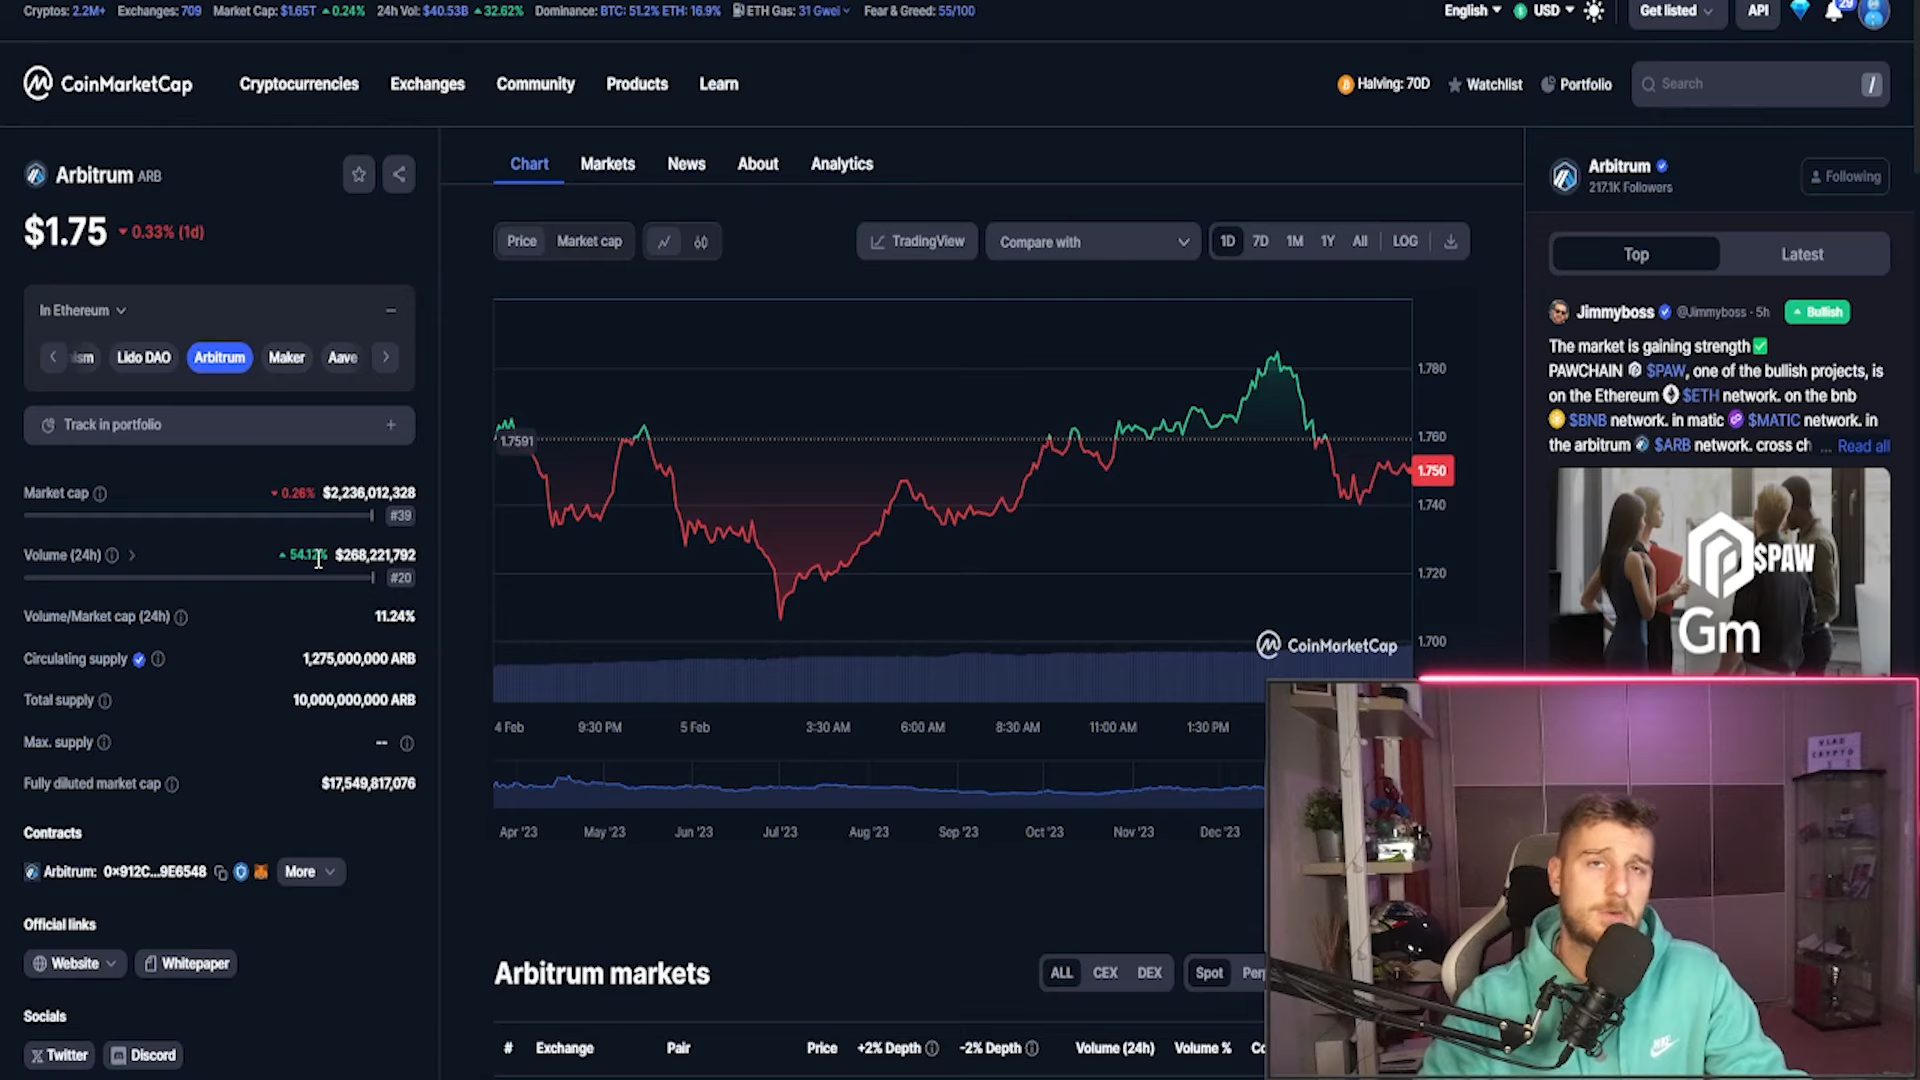 Cryptos: 2.2M+ Exchanges: 709 Market Cap: $1.65T 0.24% 24h Vol: $40.53B 32.62% Dominance: BTC: 51.2% ETH: 16.9% ETH Gas: 31 Gwei Fear & Greed: 55/100
English USD Get listed API 29
CoinMarketCap Cryptocurrencies Exchanges Community Products Learn
Halving: 70D Watchlist Portfolio Search /
Arbitrum ARB
$1.75 0.33% (1d)
In Ethereum
ism Lido DAO Arbitrum Maker Aave
Track in portfolio +
Market cap 0.26% $2,236,012,328
#39
Volume (24h) 54.12% $268,221,792
#20
Volume/Market cap (24h) 11.24%
Circulating supply 1,275,000,000 ARB
Total supply 10,000,000,000 ARB
Max. supply --
Fully diluted market cap $17,549,817,076
Contracts
Arbitrum: 0x912C...9E6548 More
Official links
Website Whitepaper
Socials
Twitter Discord
Chart Markets News About Analytics
Price Market cap TradingView Compare with 1D 7D 1M 1Y All LOG
1.7591
1.780
1.760
1.750
1.740
1.720
1.700
CoinMarketCap
4 Feb 9:30 PM 5 Feb 3:30 AM 6:00 AM 8:30 AM 11:00 AM 1:30 PM
Apr '23 May '23 Jun '23 Jul '23 Aug '23 Sep '23 Oct '23 Nov '23 Dec '23
Arbitrum markets ALL CEX DEX Spot Perp
# Exchange Pair Price +2% Depth -2% Depth Volume (24h) Volume % Co
Arbitrum
217.1K Followers
Following
Top Latest
Jimmyboss @Jimmyboss · 5h Bullish
The market is gaining strength✅
PAWCHAIN $PAW, one of the bullish projects, is
on the Ethereum $ETH network. on the bnb
$BNB network. in matic $MATIC network. in
the arbitrum $ARB network. cross ch ... Read all
$PAW
Gm
VLAD
CRYPTO